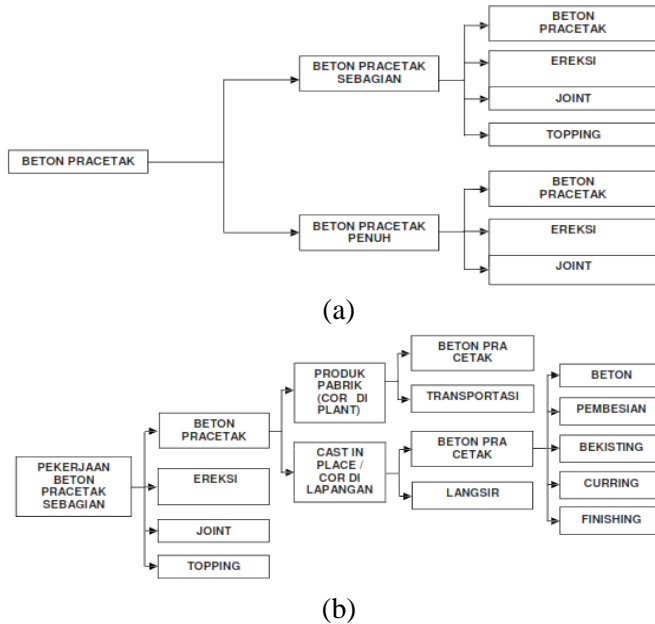 BETON PRACETAK
BETON PRACETAK
SEBAGIAN
BETON
PRACETAK
EREKSI
JOINT
TOPPING
BETON PRACETAK
PENUH
BETON
PRACETAK
EREKSI
JOINT
(a)
PEKERJAAN
BETON
PRACETAK
SEBAGIAN
BETON
PRACETAK
EREKSI
JOINT
TOPPING
PRODUK
PABRIK
(COR DI
PLANT)
CAST IN
PLACE /
COR DI
LAPANGAN
BETON PRA
CETAK
TRANSPORTASI
BETON PRA
CETAK
LANGSIR
BETON
PEMBESIAN
BEKISTING
CURRING
FINISHING
(b)